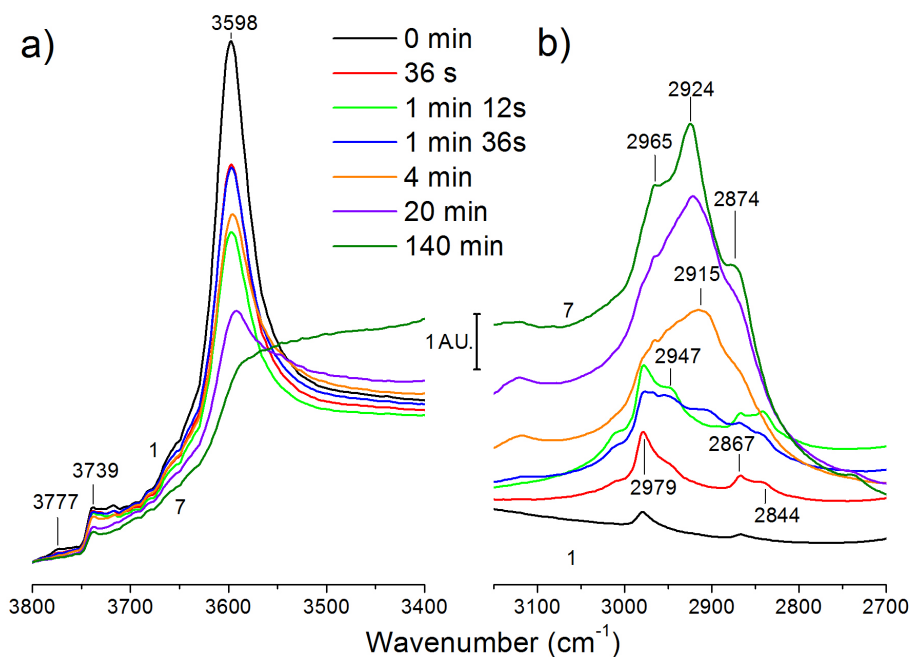 a)
3598
0 min
36 s
1 min 12s
1 min 36s
4 min
20 min
140 min
3777
3739
1
7
b)
2924
2965
2874
2915
1 A.U.
7
2947
2867
2979
2844
1
3800 3700 3600 3500 3400
3100 3000 2900 2800 2700
Wavenumber (cm⁻¹)